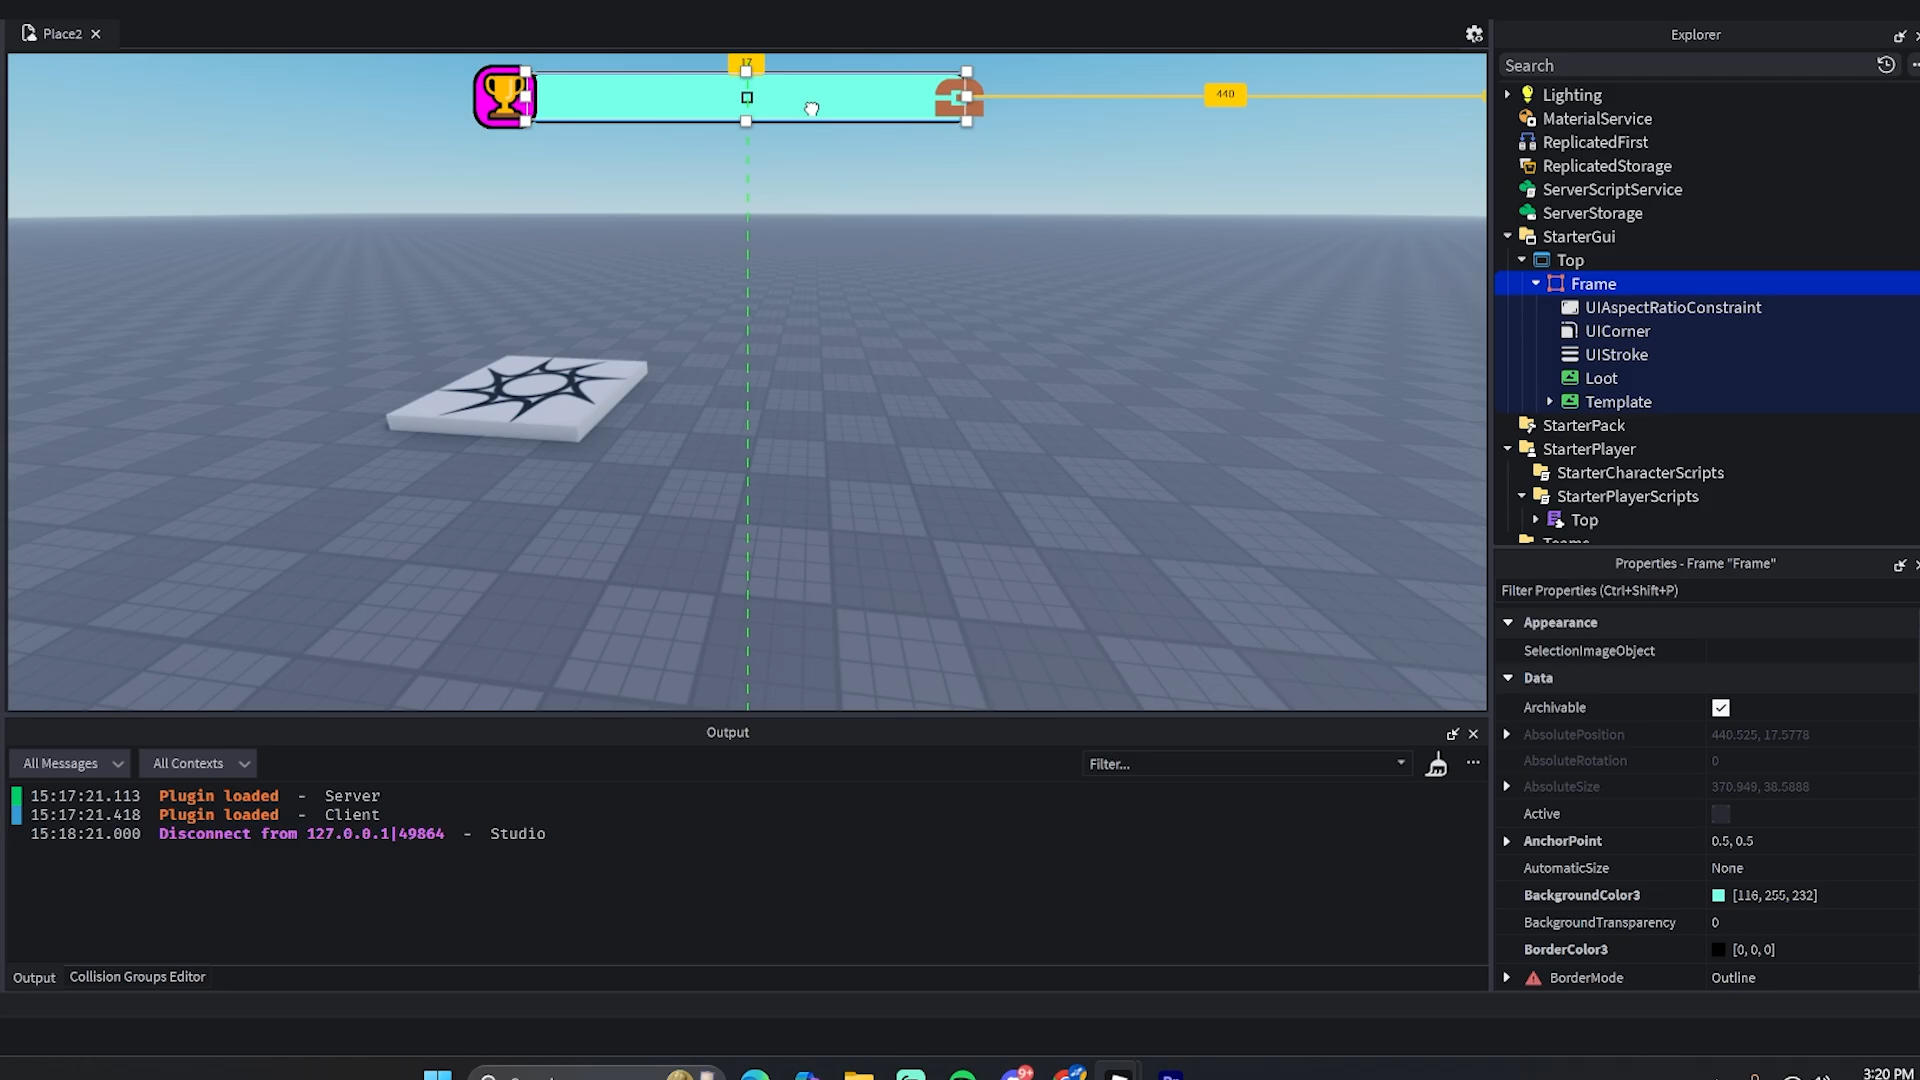 Place2
Explorer
Search
17
440
Lighting
MaterialService
ReplicatedFirst
ReplicatedStorage
ServerScriptService
ServerStorage
StarterGui
Top
Frame
UIAspectRatioConstraint
UICorner
UIStroke
Loot
Template
StarterPack
StarterPlayer
StarterCharacterScripts
StarterPlayerScripts
Top
Properties - Frame "Frame"
Filter Properties (Ctrl+Shift+P)
Appearance
SelectionImageObject
Data
Archivable
AbsolutePosition 440.525, 17.5778
AbsoluteRotation 0
AbsoluteSize 370.949, 38.5888
Active
AnchorPoint 0.5, 0.5
AutomaticSize None
BackgroundColor3 [116, 255, 232]
BackgroundTransparency 0
BorderColor3 [0, 0, 0]
BorderMode Outline
Output
All Messages All Contexts Filter...
15:17:21.113 Plugin loaded - Server
15:17:21.418 Plugin loaded - Client
15:18:21.000 Disconnect from 127.0.0.1|49864 - Studio
Output Collision Groups Editor
9+
3:20 PM